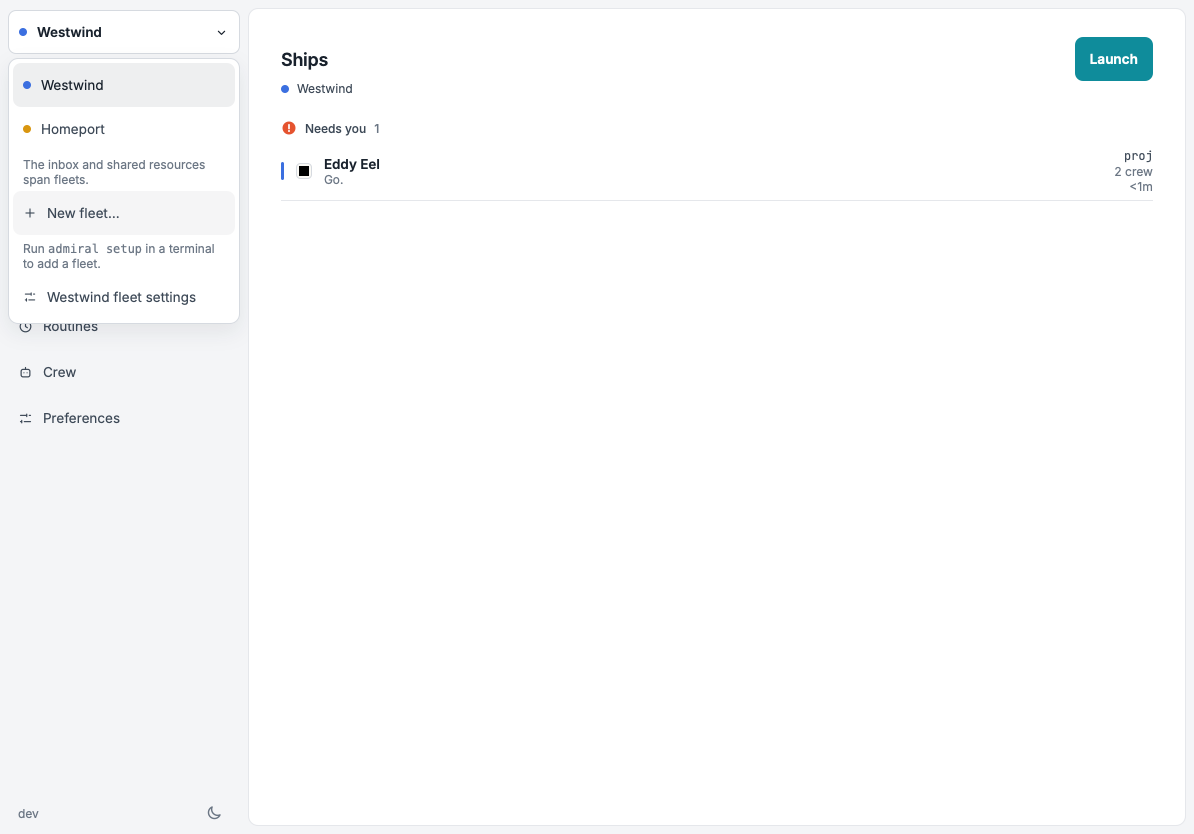 Westwind
Westwind
Homeport
The inbox and shared resources
span fleets.
New fleet...
Run admiral setup in a terminal
to add a fleet.
Westwind fleet settings
Routines
Crew
Preferences
dev
Ships
Launch
Westwind
Needs you 1
Eddy Eel
Go.
proj
2 crew
<1m